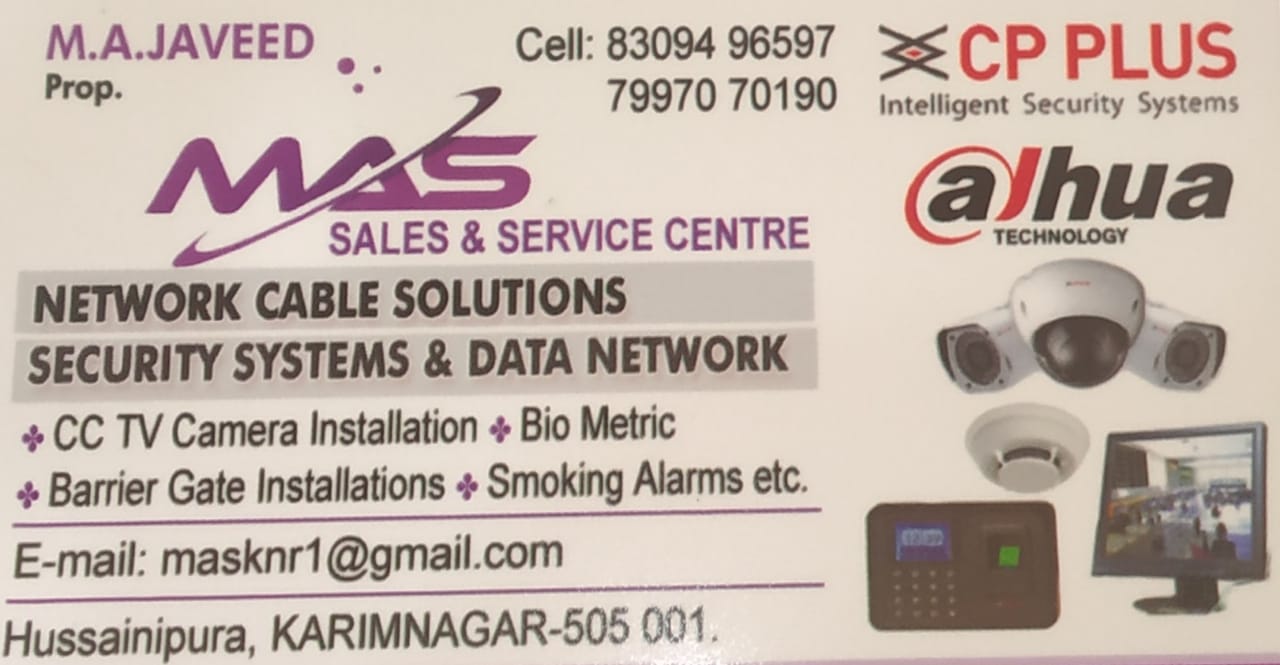 M.A.JAVEED
Prop.
Cell: 83094 96597
79970 70190
MAS
SALES & SERVICE CENTRE
NETWORK CABLE SOLUTIONS
SECURITY SYSTEMS & DATA NETWORK
CC TV Camera Installation Bio Metric
Barrier Gate Installations Smoking Alarms etc.
E-mail: masknr1@gmail.com
Hussainipura, KARIMNAGAR-505 001.
CP PLUS
Intelligent Security Systems
alhua
TECHNOLOGY